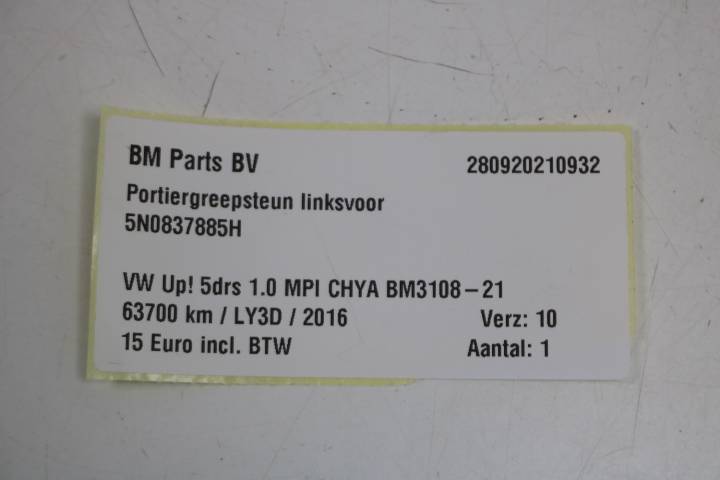 BM Parts BV 280920210932
Portiergreepsteun linksvoor
5N0837885H
VW Up! 5drs 1.0 MPI CHYA BM3108-21
63700 km / LY3D / 2016 Verz: 10
15 Euro incl. BTW Aantal: 1